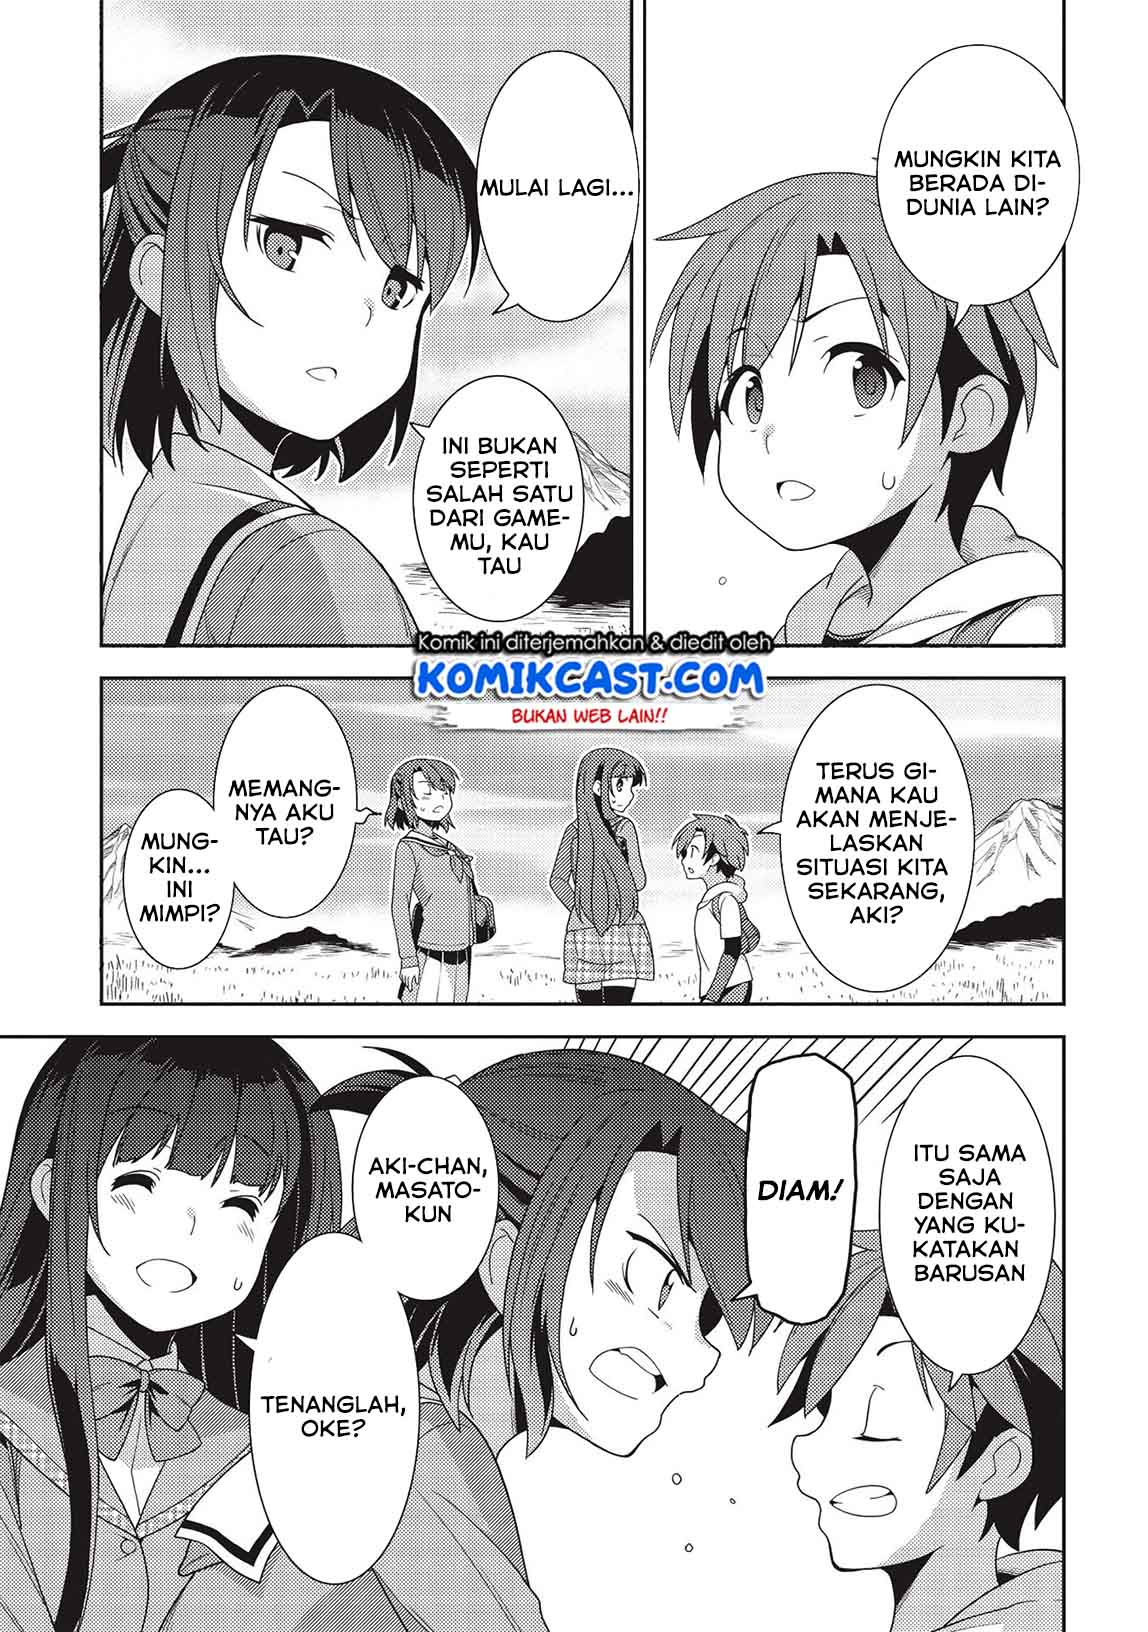 MUNGKIN KITA
BERADA DI-
DUNIA LAIN?
MULAI LAGI...
INI BUKAN
SEPERTI
SALAH SATU
DARI GAME-
MU, KAU
TAU
Komik ini diterjemahkan & diedit oleh
KOMIKCAST.COM
BUKAN WEB LAIN!!
TERUS GI-
MANA KAU
AKAN MENJE-
LASKAN
SITUASI KITA
SEKARANG,
AKI?
MEMANG-
NYA AKU
TAU?
MUNG-
KIN...
INI
MIMPI?
ITU SAMA
SAJA
DENGAN
YANG KU-
KATAKAN
BARUSAN
DIAM!
AKI-CHAN,
MASATO-
KUN
TENANGLAH,
OKE?